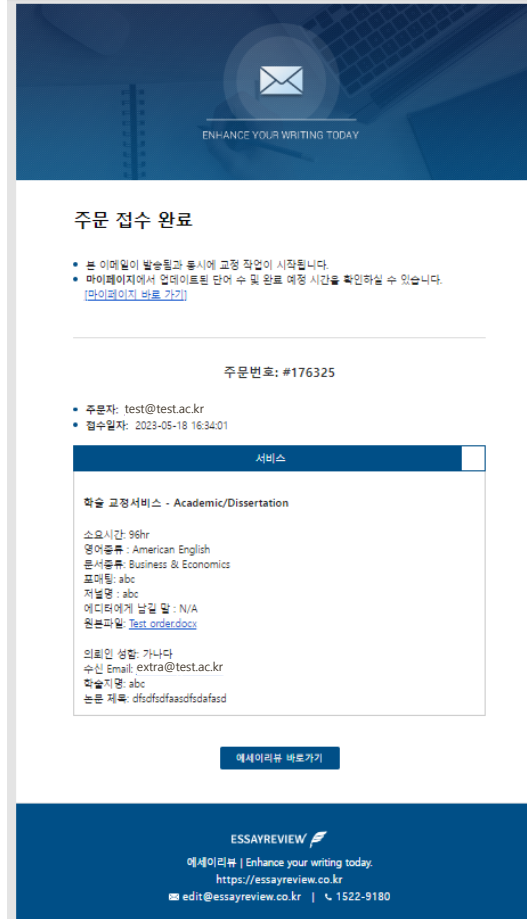 ENHANCE YOUR WRITING TODAY
주문 접수 완료
본 이메일이 발송됨과 동시에 교정 작업이 시작됩니다.
마이페이지에서 업데이트된 단어 수 및 완료 예정 시간을 확인하실 수 있습니다.
[마이페이지 바로 가기]
주문번호: #176325
주문자: test@test.ac.kr
접수일자: 2023-05-18 16:34:01
서비스
학술 교정서비스 - Academic/Dissertation
소요시간: 96hr
영어종류 : American English
문서종류: Business & Economics
포매팅: abc
저널명 : abc
에디터에게 남길 말 : N/A
원본파일: Test order.docx
의뢰인 성함: 가나다
수신 Email: extra@test.ac.kr
학술지명: abc
논문 제목: dfsdfsdfaasdfsdafasd
에세이리뷰 바로가기
ESSAYREVIEW
에세이리뷰 | Enhance your writing today.
https://essayreview.co.kr
edit@essayreview.co.kr | 1522-9180